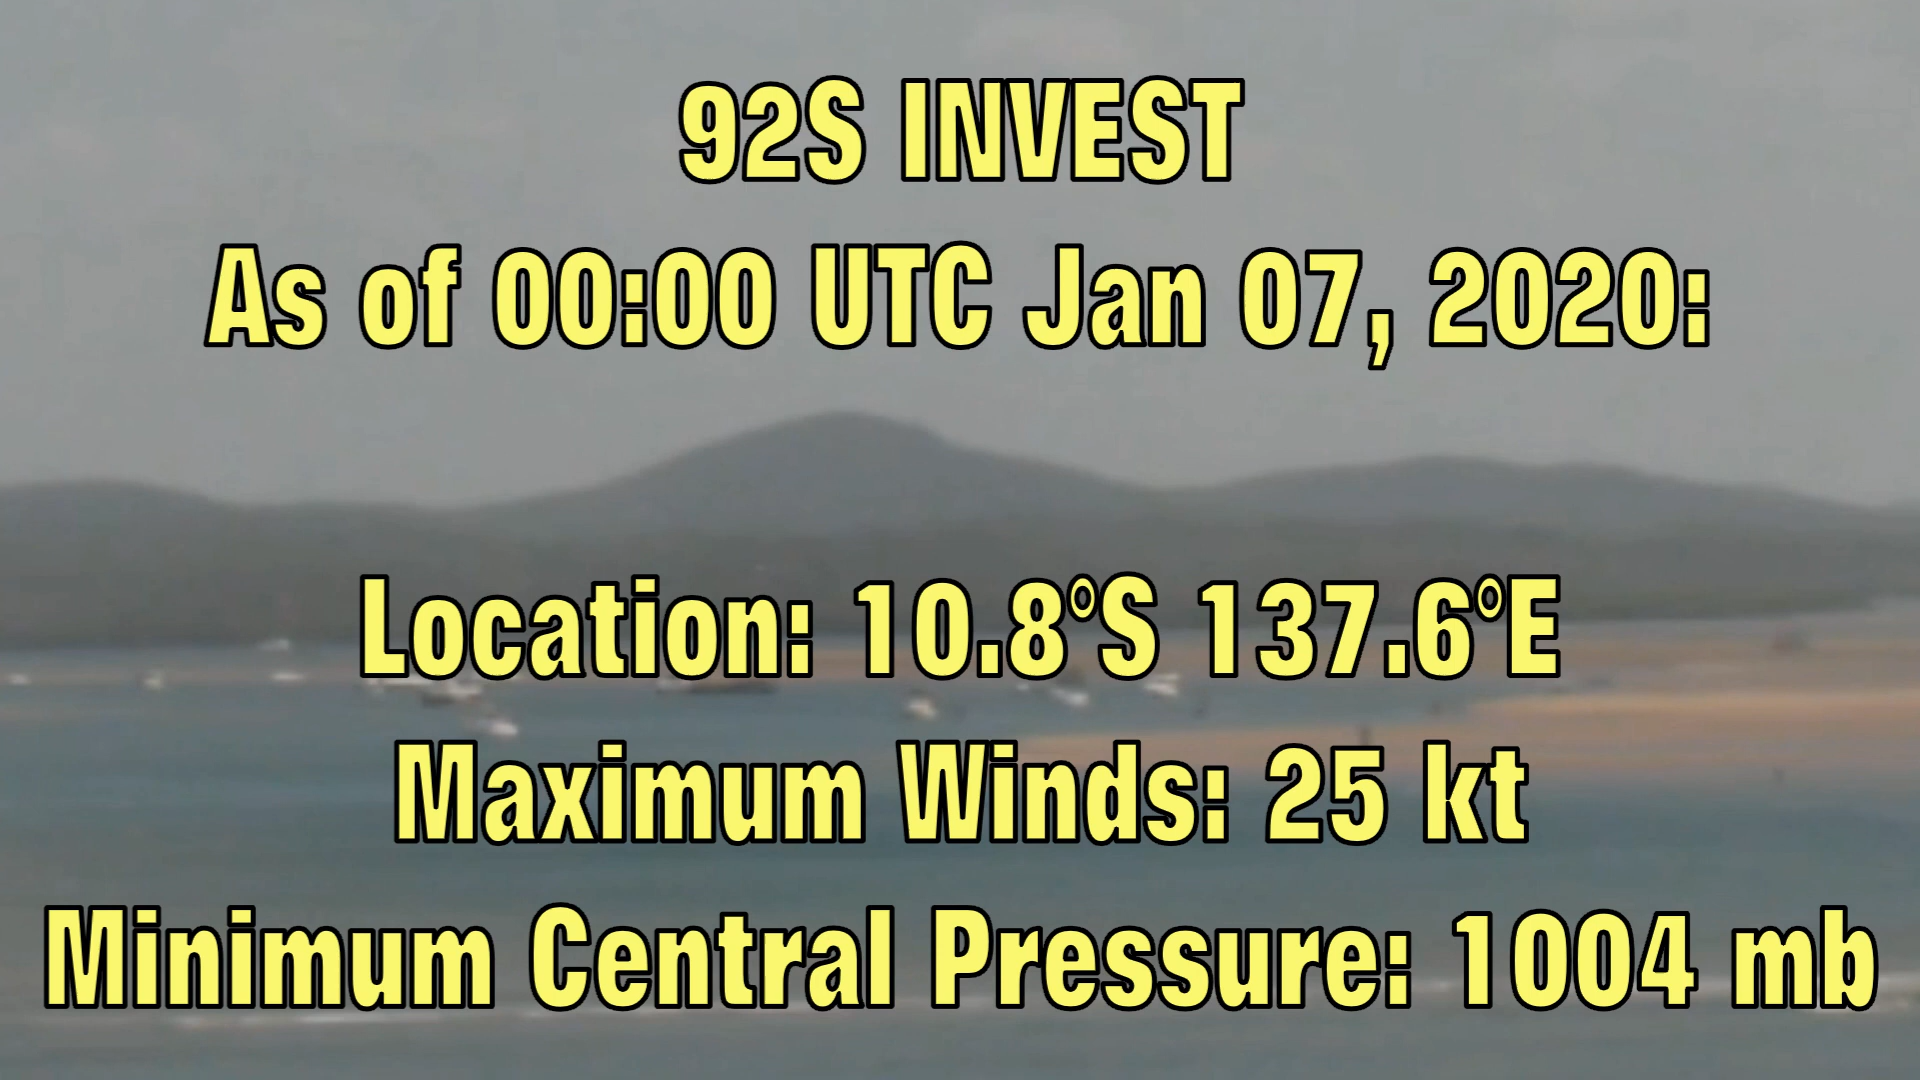 92S INVEST
As of 00:00 UTC Jan 07, 2020:
Location: 10.8°S 137.6°E
Maximum Winds: 25 kt
Minimum Central Pressure: 1004 mb